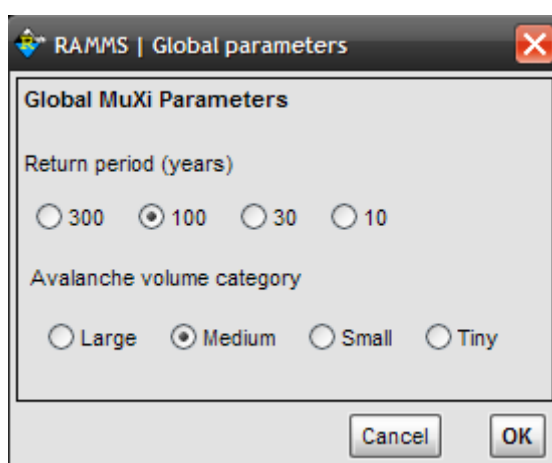 RAMMS | Global parameters
Global MuXi Parameters
Return period (years)
300 100 30 10
Avalanche volume category
Large Medium Small Tiny
Cancel OK